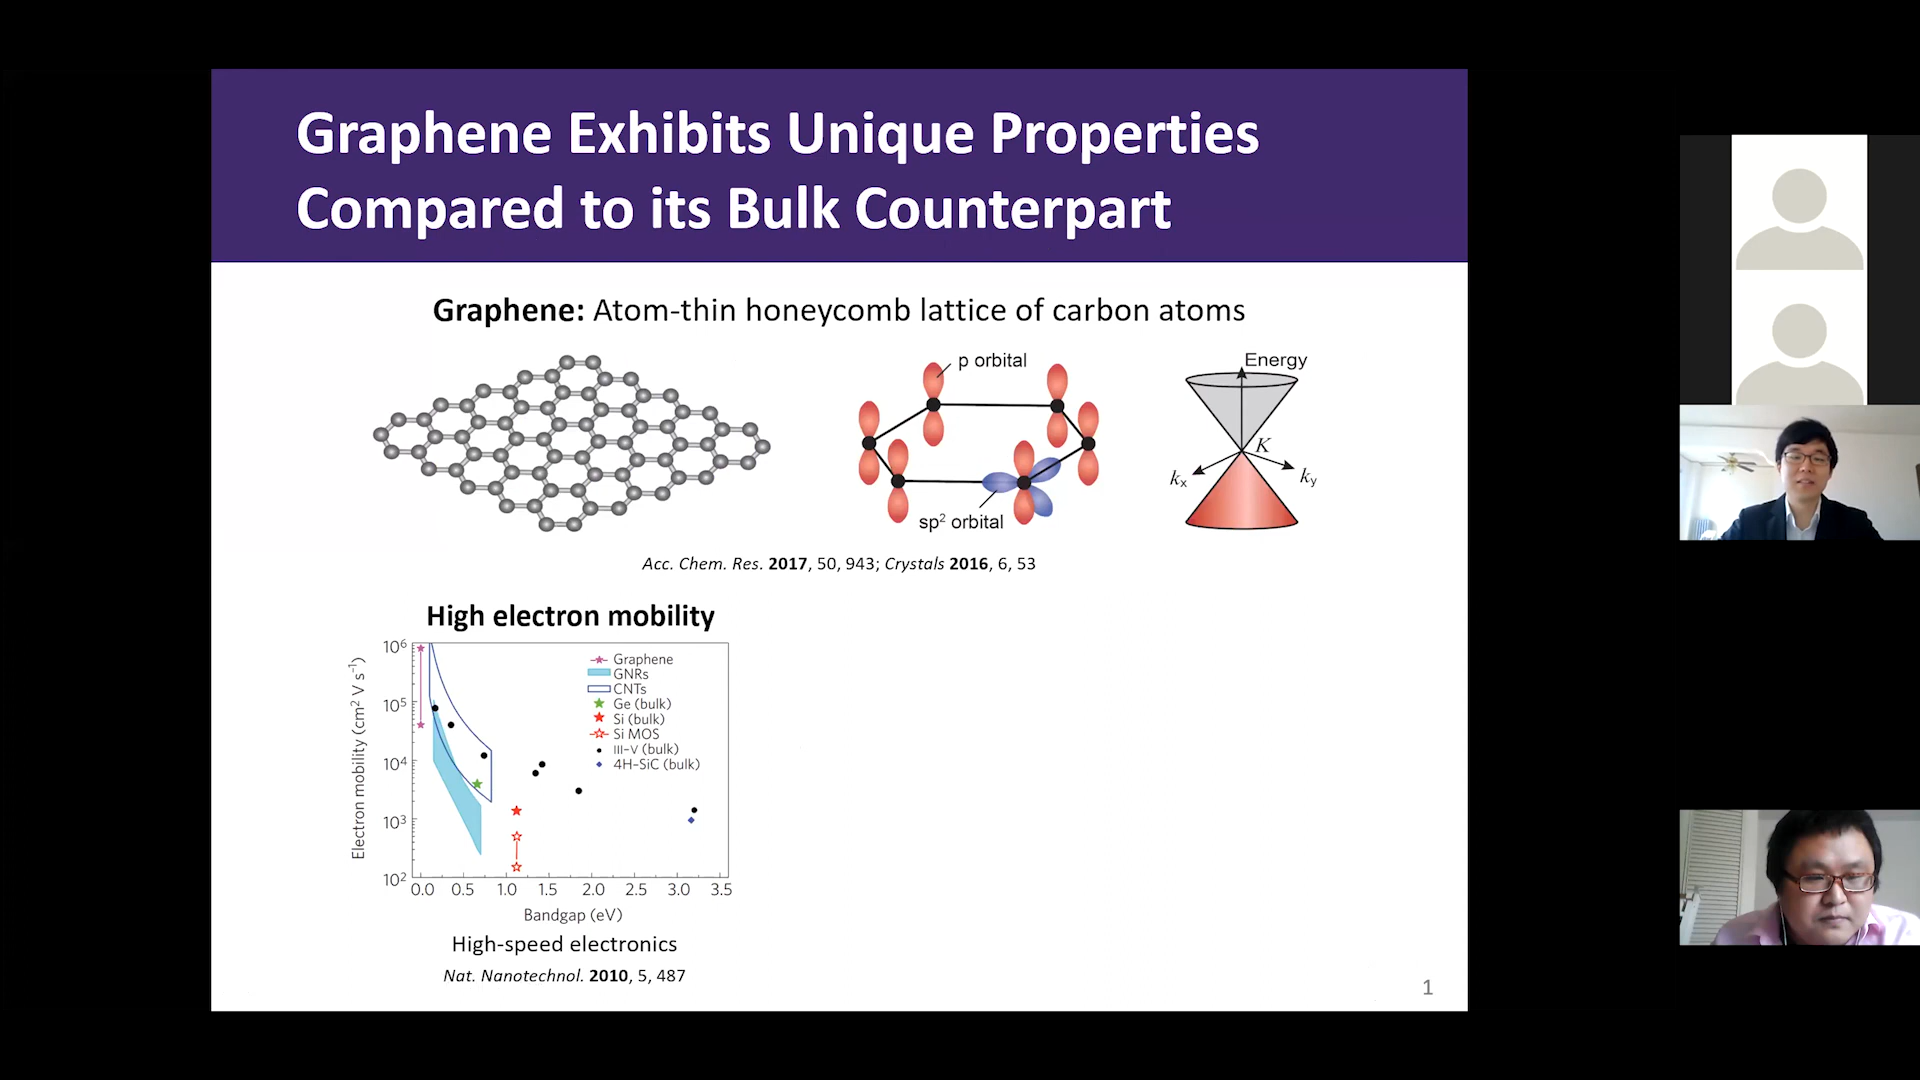 Graphene Exhibits Unique Properties
Compared to its Bulk Counterpart
Graphene: Atom-thin honeycomb lattice of carbon atoms
p orbital
sp² orbital
Energy
K
kx
ky
Acc. Chem. Res. 2017, 50, 943; Crystals 2016, 6, 53
High electron mobility
Electron mobility (cm² V s⁻¹)
10⁶
10⁵
10⁴
10³
10²
Graphene
GNRs
CNTs
Ge (bulk)
Si (bulk)
Si MOS
III–V (bulk)
4H–SiC (bulk)
0.0 0.5 1.0 1.5 2.0 2.5 3.0 3.5
Bandgap (eV)
High-speed electronics
Nat. Nanotechnol. 2010, 5, 487
1